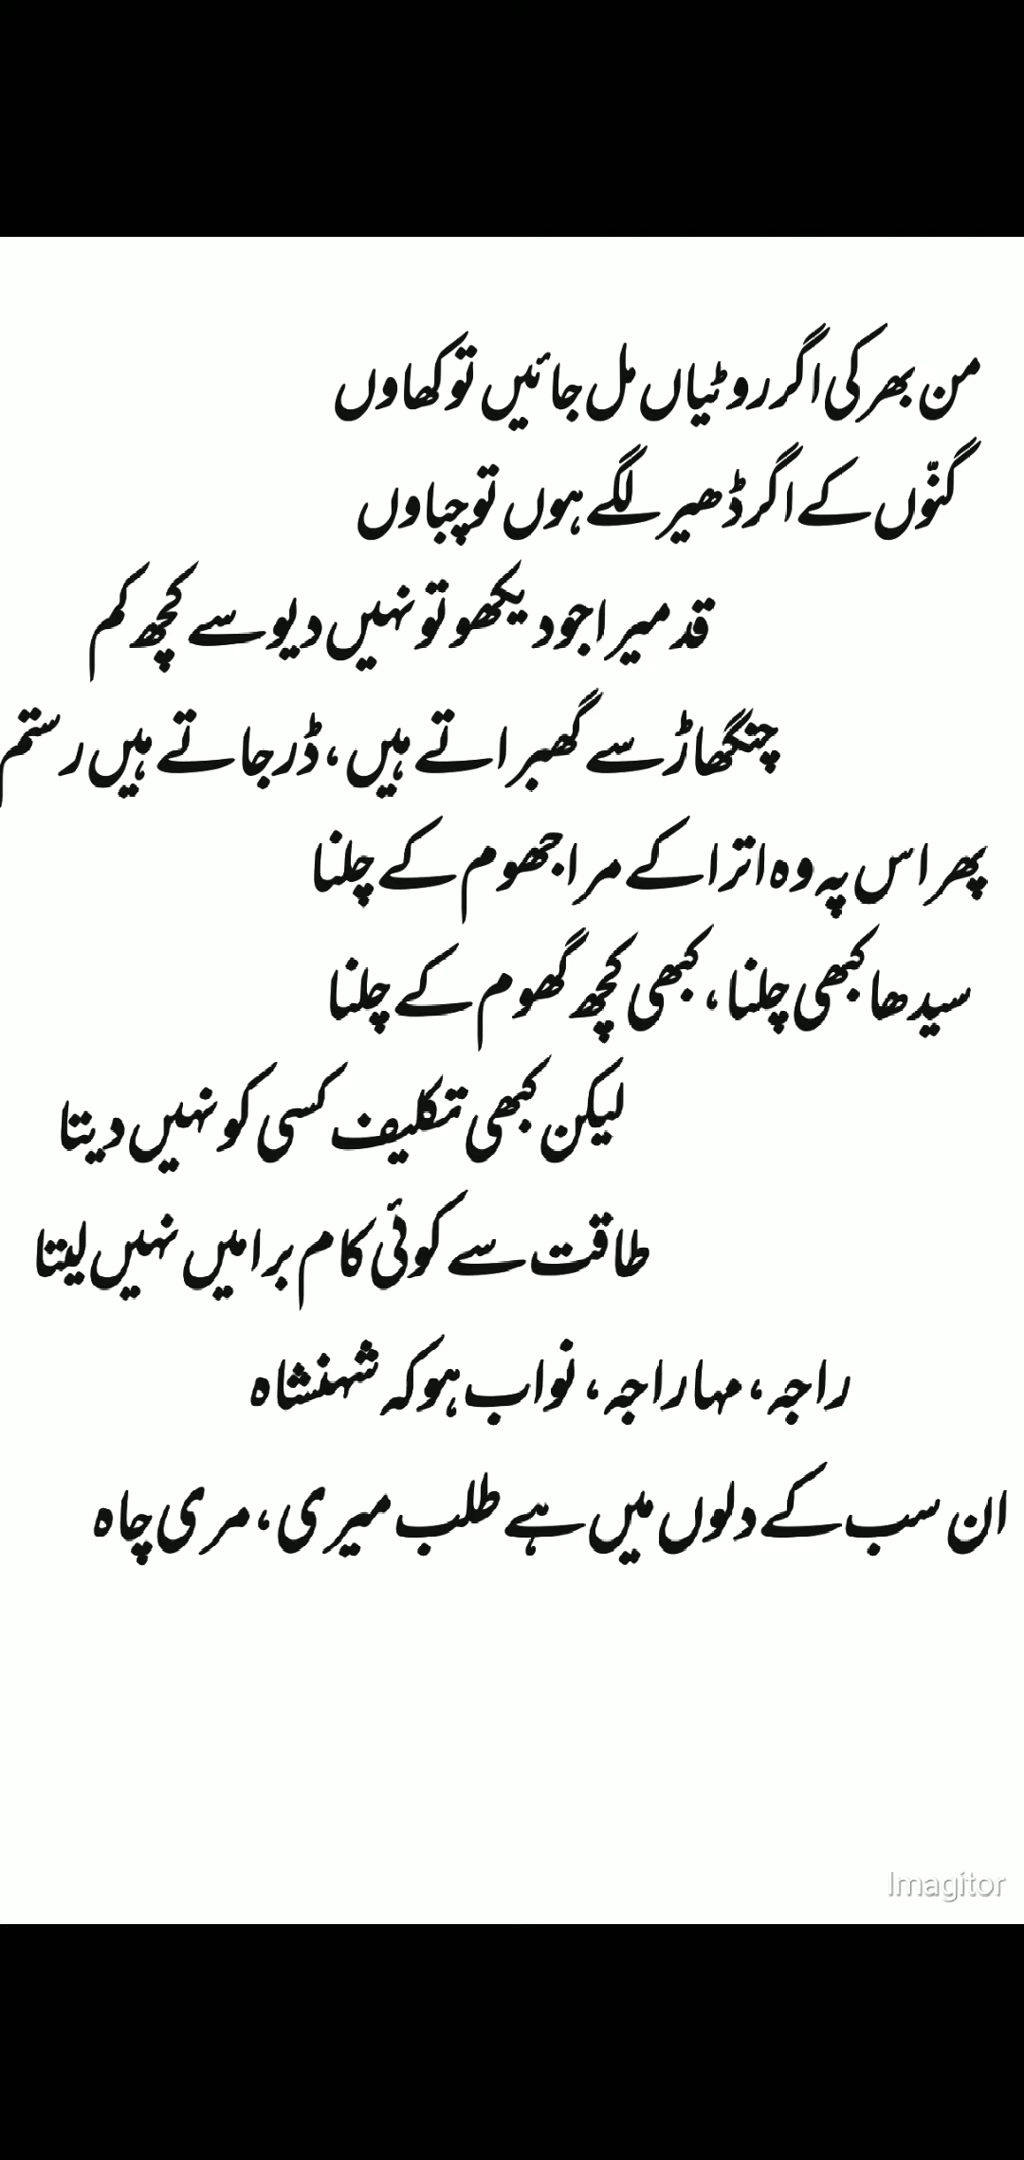 من بھر کی اگر روٹیاں مل جائیں تو کھاوں
گنّوں کے اگر ڈھیر لگے ہوں تو چباوں
قد میرا جو دیکھو تو نہیں دیو سے کچھ کم
چنگھاڑ سے گھبراتے ہیں، ڈر جاتے ہیں رستم
پھر اس پہ وہ اترا کے مرا جھوم کے چلنا
سیدھا کبھی چلنا، کبھی کچھ گھوم کے چلنا
لیکن کبھی تکلیف کسی کو نہیں دیتا
طاقت سے کوئی کام برا میں نہیں لیتا
راجہ، مہاراجہ، نواب ہو کہ شہنشاہ
ان سب کے دلوں میں ہے طلب میری، مری چاہ
Imagitor